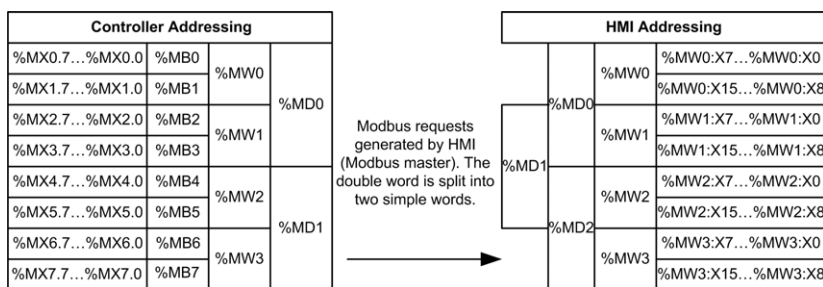 Controller Addressing
%MX0.7...%MX0.0 %MB0 %MW0 %MD0
%MX1.7...%MX1.0 %MB1
%MX2.7...%MX2.0 %MB2 %MW1
%MX3.7...%MX3.0 %MB3
%MX4.7...%MX4.0 %MB4 %MW2 %MD1
%MX5.7...%MX5.0 %MB5
%MX6.7...%MX6.0 %MB6 %MW3
%MX7.7...%MX7.0 %MB7
Modbus requests
generated by HMI
(Modbus master). The
double word is split into
two simple words.
HMI Addressing
%MD0 %MW0 %MW0:X7...%MW0:X0
%MW0:X15...%MW0:X8
%MD1 %MW1 %MW1:X7...%MW1:X0
%MW1:X15...%MW1:X8
%MD2 %MW2 %MW2:X7...%MW2:X0
%MW2:X15...%MW2:X8
%MW3 %MW3:X7...%MW3:X0
%MW3:X15...%MW3:X8